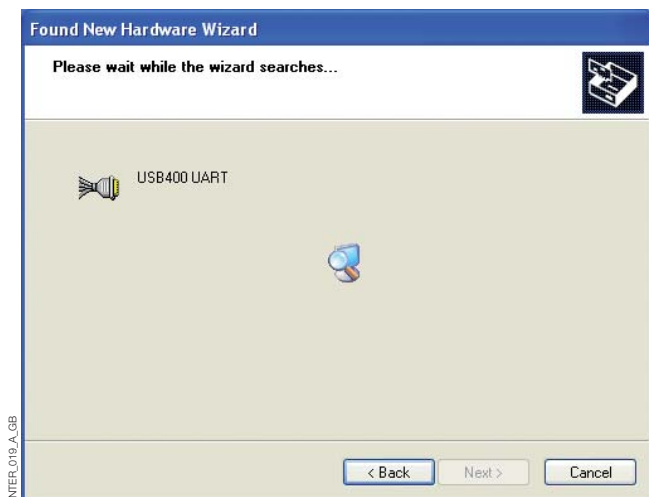 Found New Hardware Wizard
Please wait while the wizard searches...
USB400 UART
< Back
Next >
Cancel
NTER_019_A_GB